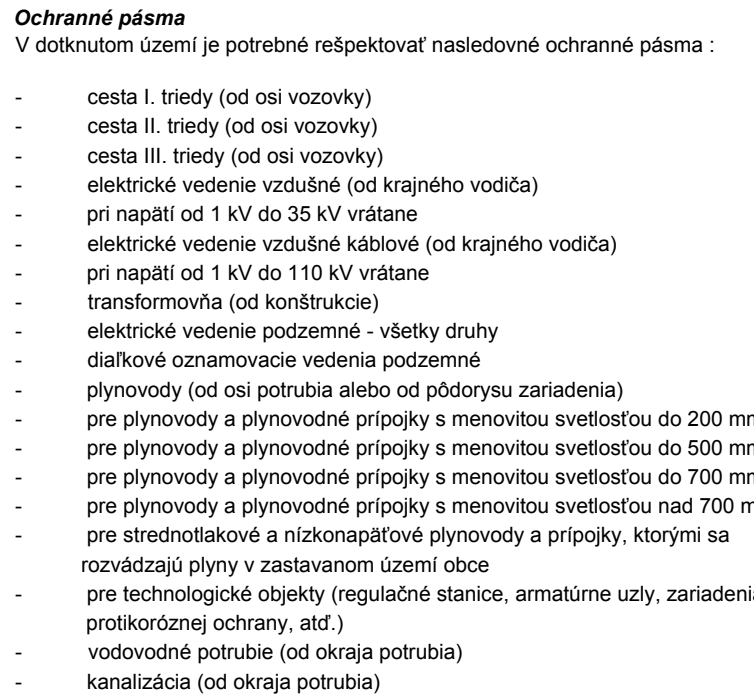 Ochranné pásma
V dotknutom území je potrebné rešpektovať nasledovné ochranné pásma :
- cesta I. triedy (od osi vozovky)
- cesta II. triedy (od osi vozovky)
- cesta III. triedy (od osi vozovky)
- elektrické vedenie vzdušné (od krajného vodiča)
- pri napätí od 1 kV do 35 kV vrátane
- elektrické vedenie vzdušné káblové (od krajného vodiča)
- pri napätí od 1 kV do 110 kV vrátane
- transformovňa (od konštrukcie)
- elektrické vedenie podzemné - všetky druhy
- diaľkové oznamovacie vedenia podzemné
- plynovody (od osi potrubia alebo od pôdorysu zariadenia)
- pre plynovody a plynovodné prípojky s menovitou svetlosťou do 200 mm
- pre plynovody a plynovodné prípojky s menovitou svetlosťou do 500 mm
- pre plynovody a plynovodné prípojky s menovitou svetlosťou do 700 mm
- pre plynovody a plynovodné prípojky s menovitou svetlosťou nad 700 m
- pre strednotlakové a nízkonapäťové plynovody a prípojky, ktorými sa
rozvádzajú plyny v zastavanom území obce
- pre technologické objekty (regulačné stanice, armatúrne uzly, zariadenia
protikoróznej ochrany, atď.)
- vodovodné potrubie (od okraja potrubia)
- kanalizácia (od okraja potrubia)